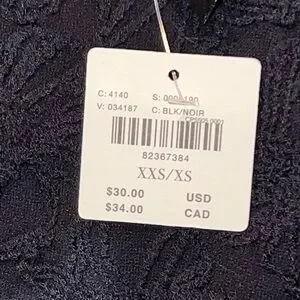 C: 4140 S:
V: 034187 C: BLK/NOIR
82367384
XXS/XS
$30.00 USD
$34.00 CAD